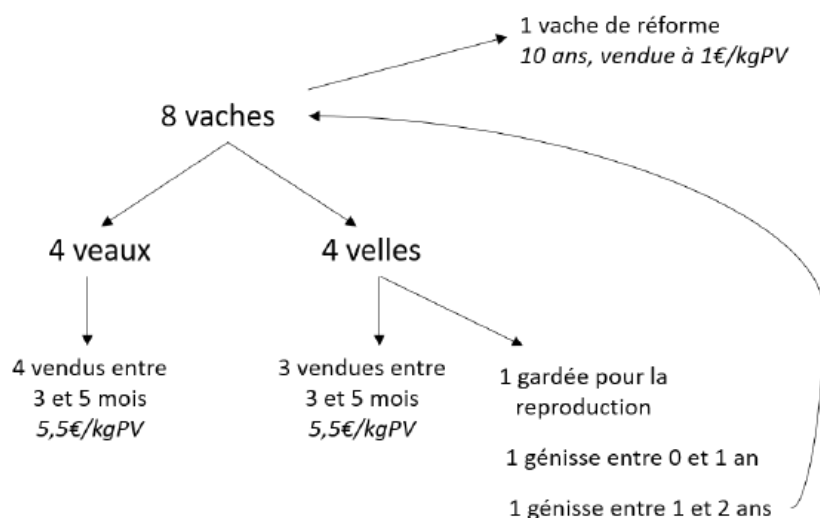 1 vache de réforme
10 ans, vendue à 1€/kgPV
8 vaches
4 veaux
4 velles
4 vendus entre
3 et 5 mois
5,5€/kgPV
3 vendues entre
3 et 5 mois
5,5€/kgPV
1 gardée pour la
reproduction
1 génisse entre 0 et 1 an
1 génisse entre 1 et 2 ans